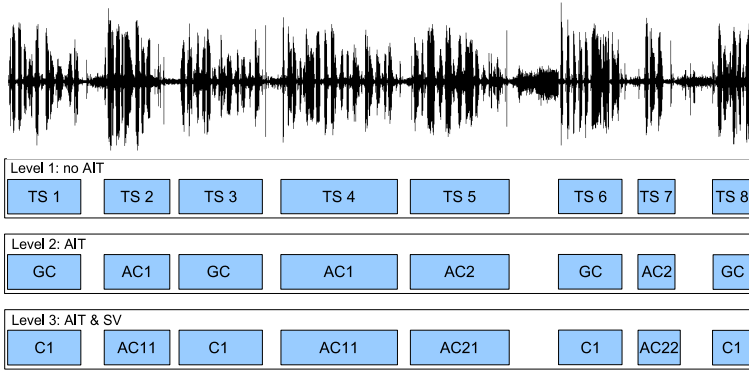 Level 1: no AIT
TS 1 TS 2 TS 3 TS 4 TS 5 TS 6 TS 7 TS 8
Level 2: AIT
GC AC1 GC AC1 AC2 GC AC2 GC
Level 3: AIT & SV
C1 AC11 C1 AC11 AC21 C1 AC22 C1